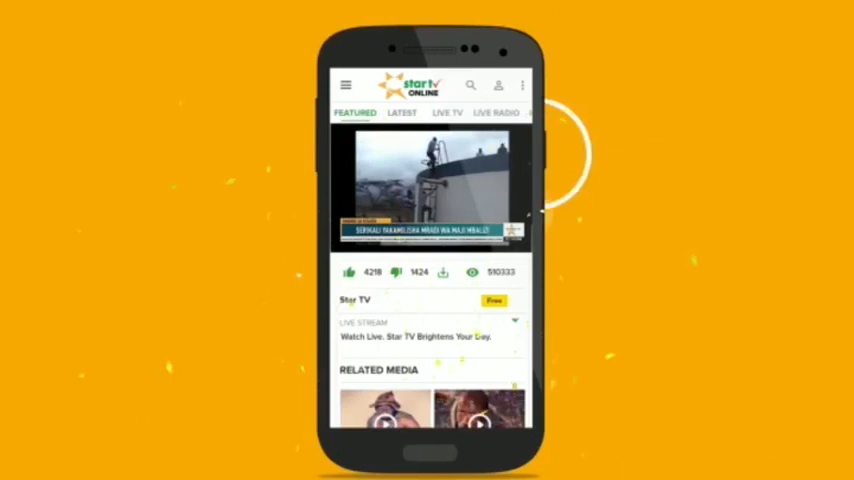 star tv
ONLINE
FEATURED LATEST LIVE TV LIVE RADIO
SERIKALI YAKAMILISHA MRADI WA MAJI MBALIZI
4218 1424 510333
Star TV Free
LIVE STREAM
Watch Live. Star TV Brightens Your Day.
RELATED MEDIA